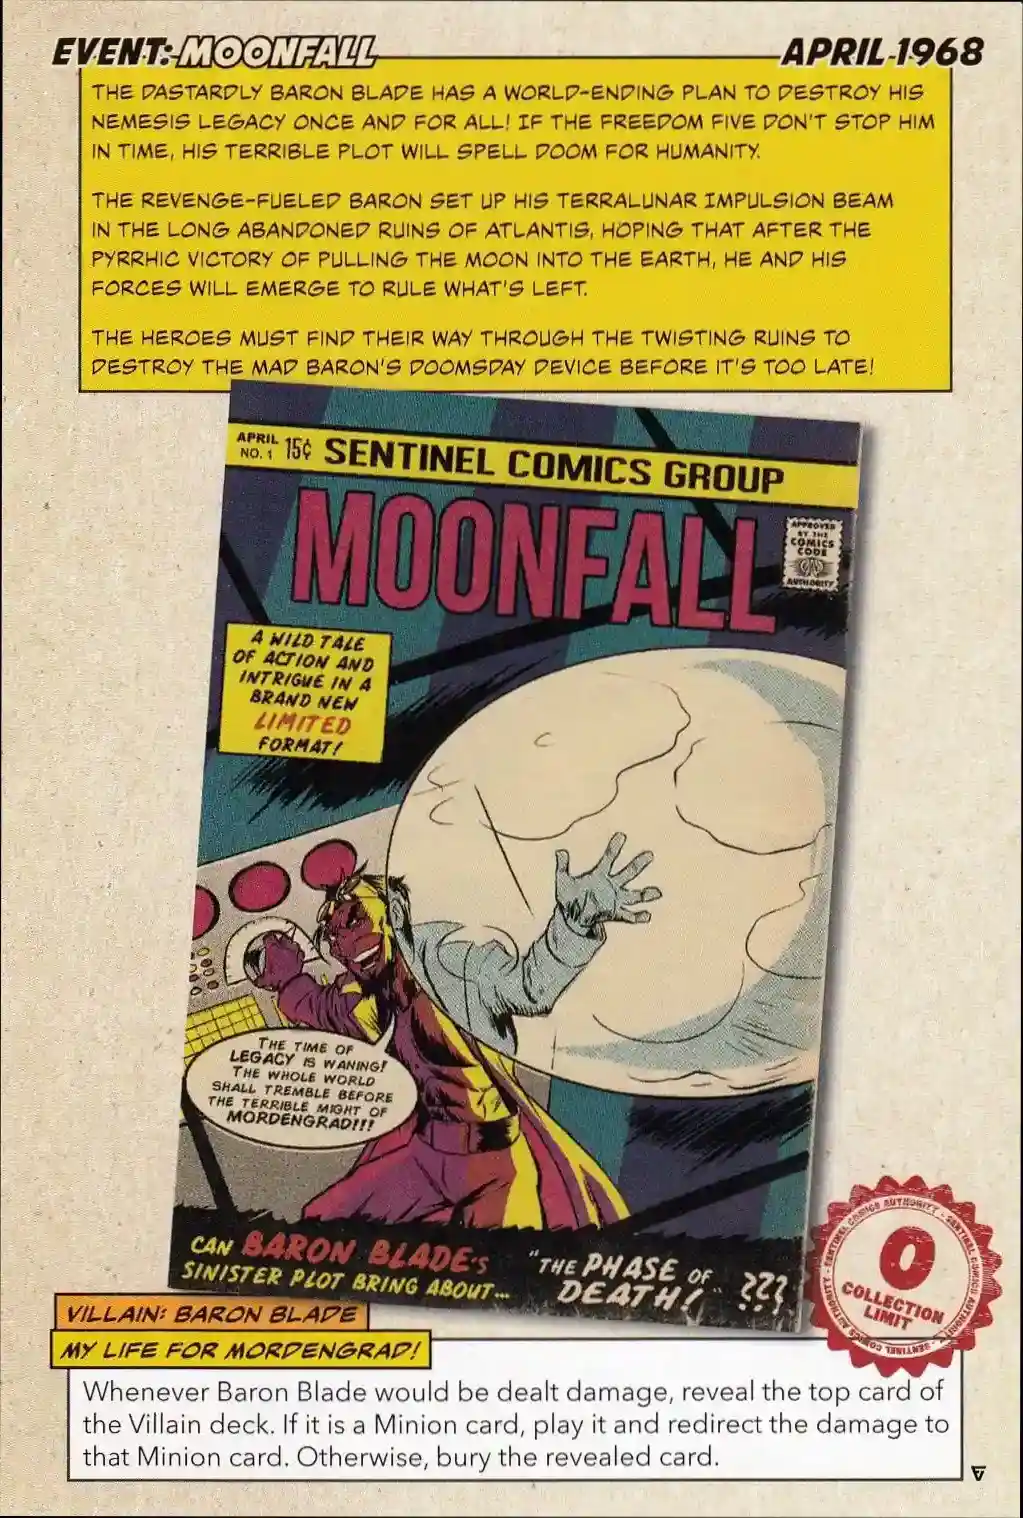 EVENT: MOONFALL
APRIL 1968
THE DASTARDLY BARON BLADE HAS A WORLD-ENDING PLAN TO DESTROY HIS
NEMESIS LEGACY ONCE AND FOR ALL! IF THE FREEDOM FIVE DON'T STOP HIM
IN TIME, HIS TERRIBLE PLOT WILL SPELL DOOM FOR HUMANITY.
THE REVENGE-FUELED BARON SET UP HIS TERRALUNAR IMPULSION BEAM
IN THE LONG ABANDONED RUINS OF ATLANTIS, HOPING THAT AFTER THE
PYRRHIC VICTORY OF PULLING THE MOON INTO THE EARTH, HE AND HIS
FORCES WILL EMERGE TO RULE WHAT'S LEFT.
THE HEROES MUST FIND THEIR WAY THROUGH THE TWISTING RUINS TO
DESTROY THE MAD BARON'S DOOMSDAY DEVICE BEFORE IT'S TOO LATE!
APRIL
NO. 1
15¢
SENTINEL COMICS GROUP
MOONFALL
APPROVED
BY THE
COMICS
CODE
AUTHORITY
A WILD TALE
OF ACTION AND
INTRIGUE IN A
BRAND NEW
LIMITED
FORMAT!
THE TIME OF
LEGACY IS WANING!
THE WHOLE WORLD
SHALL TREMBLE BEFORE
THE TERRIBLE MIGHT OF
MORDENGRAD!!!
CAN BARON BLADE'S
SINISTER PLOT BRING ABOUT...
"THE PHASE OF
DEATH!" ???
SENTINEL COMICS AUTHORITY - SENTINEL COMICS AUTHORITY - SENTINEL COMICS AUTHORITY -
0
COLLECTION
LIMIT
VILLAIN: BARON BLADE
MY LIFE FOR MORDENGRAD!
Whenever Baron Blade would be dealt damage, reveal the top card of
the Villain deck. If it is a Minion card, play it and redirect the damage to
that Minion card. Otherwise, bury the revealed card.